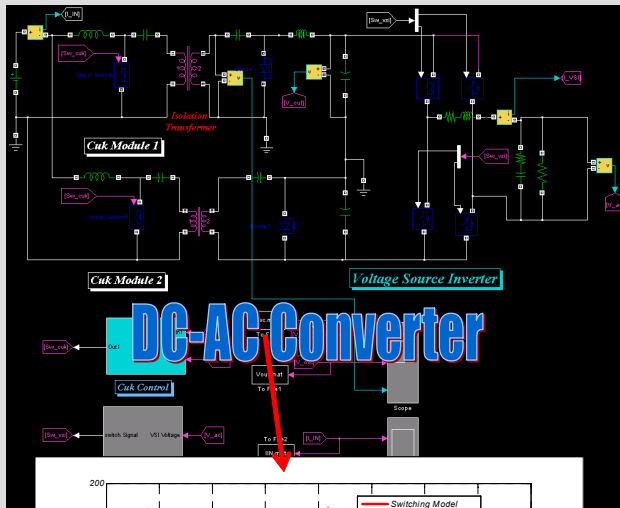 [I_IN]
[Sw_vsi]
[Sw_cuk]
[I_VSI]
[V_out]
Isolation
Transformer
Cuk Module 1
[Sw_vsi]
[Sw_cuk]
Cuk Module 2
Voltage Source Inverter
DC-AC Converter
[Sw_cuk]
Out1
Cuk Control
To File1
Scope
[Sw_vsi]
switch Signal
VSI Voltage
[V_ac]
To File2
[I_IN]
200
Switching Model